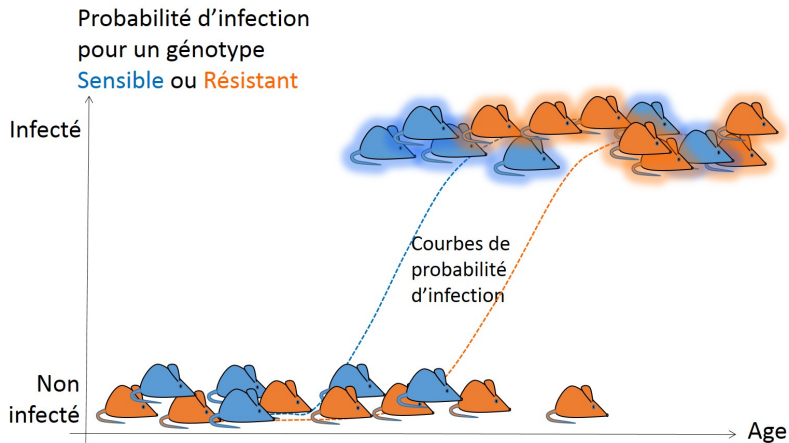 Probabilité d’infection
pour un génotype
Sensible ou Résistant
Infecté
Courbes de
probabilité
d’infection
Non
infecté
Age